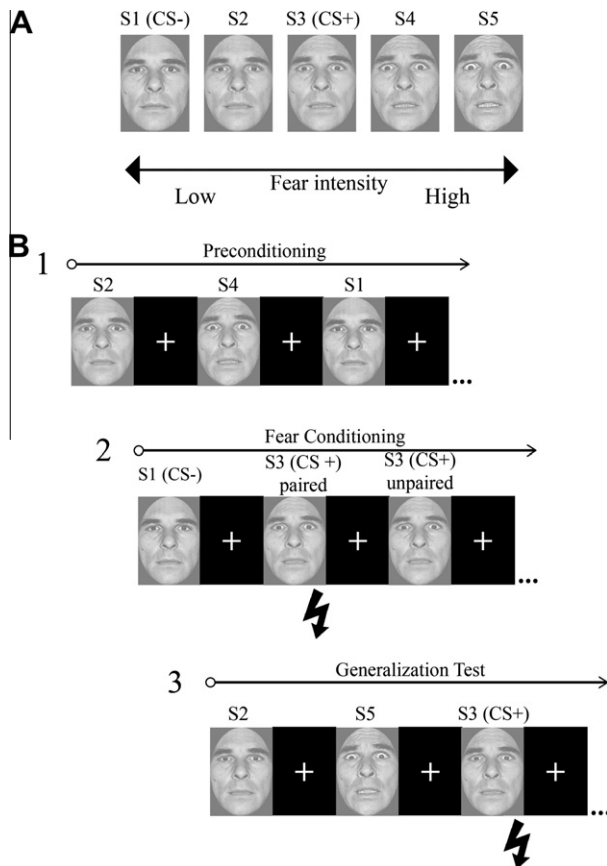 A
S1 (CS-) S2 S3 (CS+) S4 S5
Fear intensity
Low High
B
1 Preconditioning
S2 S4 S1
+ + +
...
2 Fear Conditioning
S1 (CS-) S3 (CS +) S3 (CS+)
paired unpaired
+ + +
...
3 Generalization Test
S2 S5 S3 (CS+)
+ + +
...